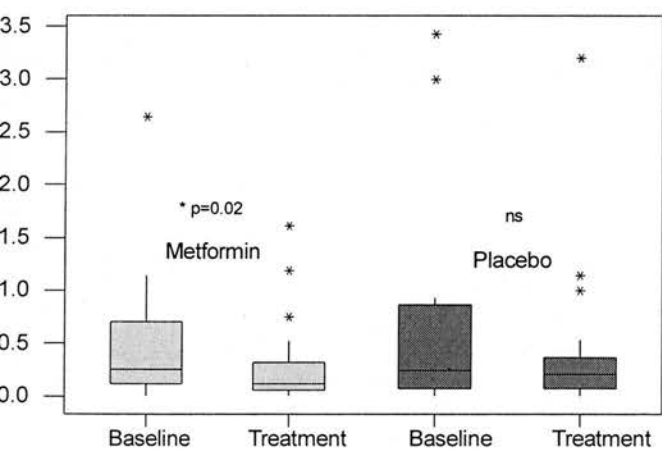 3.5
3.0
2.5
2.0
* p=0.02
ns
1.5
Metformin
Placebo
1.0
0.5
0.0
Baseline
Treatment
Baseline
Treatment